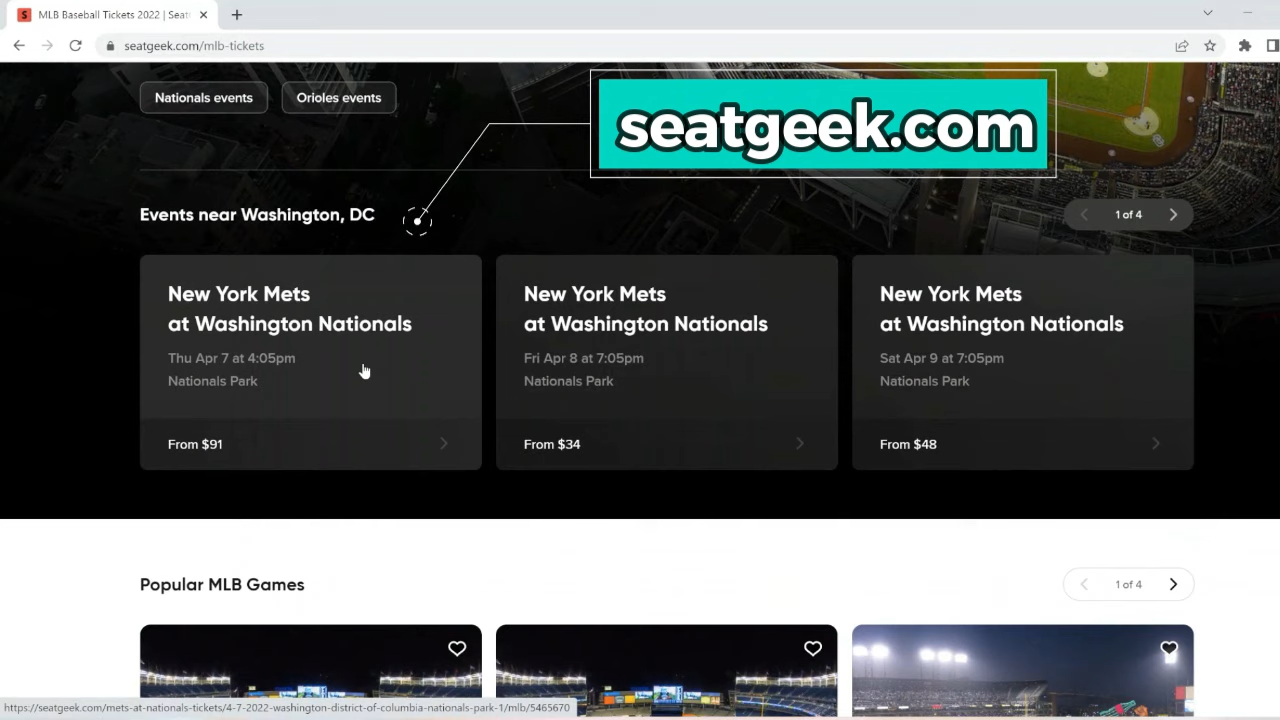 MLB Baseball Tickets 2022 | Seat
seatgeek.com/mlb-tickets
Nationals events
Orioles events
seatgeek.com
Events near Washington, DC
1 of 4
New York Mets
at Washington Nationals
Thu Apr 7 at 4:05pm
Nationals Park
From $91
New York Mets
at Washington Nationals
Fri Apr 8 at 7:05pm
Nationals Park
From $34
New York Mets
at Washington Nationals
Sat Apr 9 at 7:05pm
Nationals Park
From $48
Popular MLB Games
1 of 4
https://seatgeek.com/mets-at-nationals-tickets/4-7-2022-washington-district-of-columbia-nationals-park-1/mlb/5465670